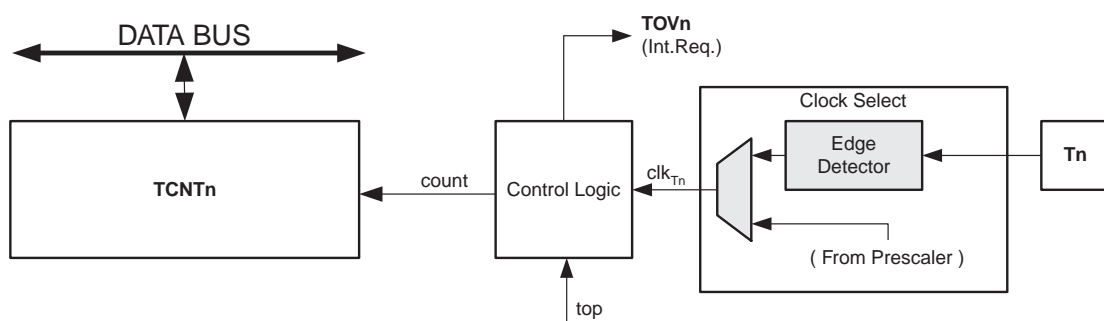 DATA BUS
TOVn
(Int.Req.)
Clock Select
TCNTn
count
Control Logic
clkTn
Edge
Detector
Tn
( From Prescaler )
top